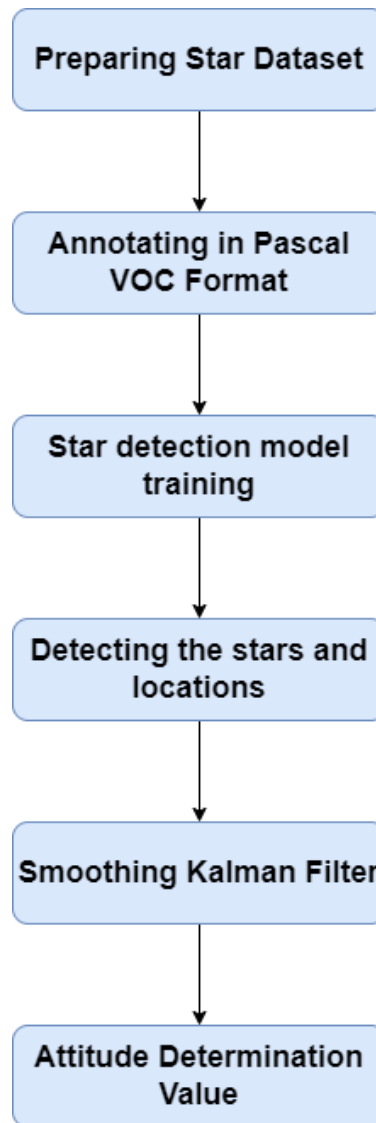 Preparing Star Dataset
Annotating in Pascal
VOC Format
Star detection model
training
Detecting the stars and
locations
Smoothing Kalman Filter
Attitude Determination
Value